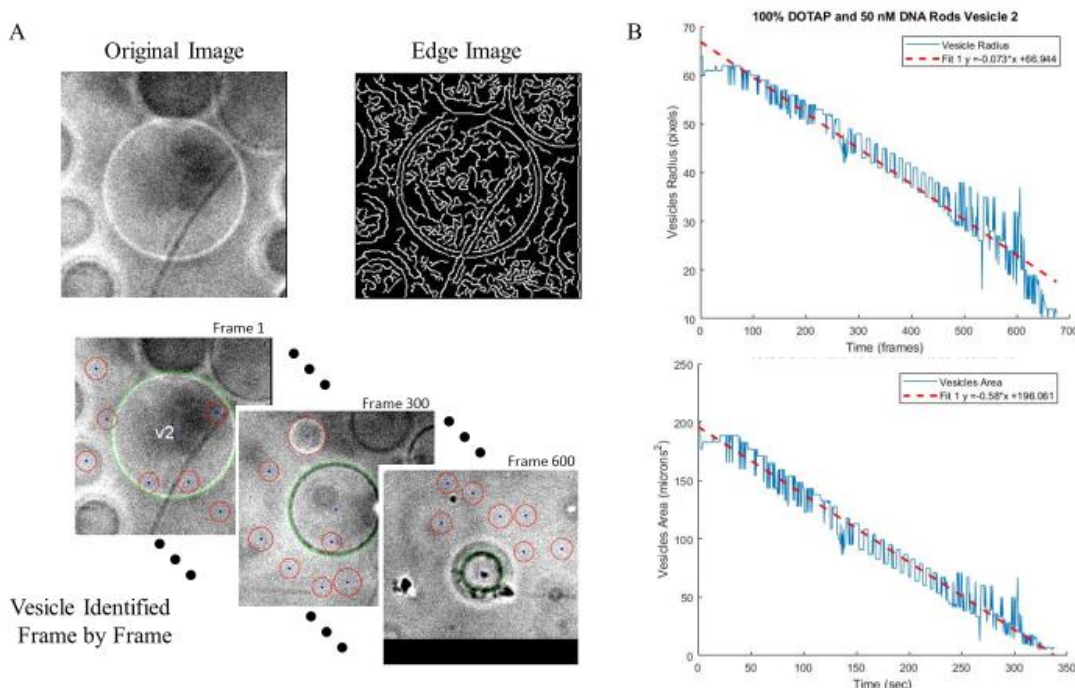 A
Original Image
Edge Image
Frame 1
v2
Frame 300
Frame 600
Vesicle Identified
Frame by Frame
B
100% DOTAP and 50 nM DNA Rods Vesicle 2
Vesicle Radius
Fit 1 y =-0.073*x +66.944
Vesicles Radius (pixels)
70
60
50
40
30
20
10
0 100 200 300 400 500 600 700
Time (frames)
Vesicles Area
Fit 1 y =-0.58*x +196.061
Vesicles Area (microns²)
250
200
150
100
50
0
0 50 100 150 200 250 300 350
Time (sec)